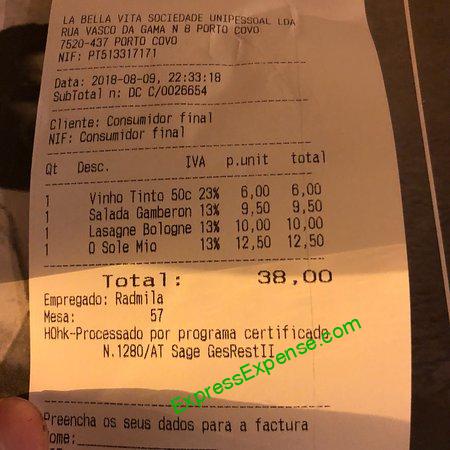 LA BELLA VITA SOCIEDADE UNIPESSOAL LDA
RUA VASCO DA GAMA N 8 PORTO COVO
7520-437 PORTO COVO
NIF: PT513317171
Data: 2018-08-09, 22:33:18
SubTotal n: DC C/0026654
Cliente: Consumidor final
NIF: Consumidor final
Qt Desc. IVA p.unit total
1 Vinho Tinto 50c 23% 6,00 6,00
1 Salada Gamberon 13% 9,50 9,50
1 Lasagne Bologne 13% 10,00 10,00
1 O Sole Mio 13% 12,50 12,50
Total: 38,00
Empregado: Radmila
Mesa: 57
HOhk-Processado por programa certificado
N.1280/AT Sage GesRestII
ExpressExpense.com
Preencha os seus dados para a factura
Nome: